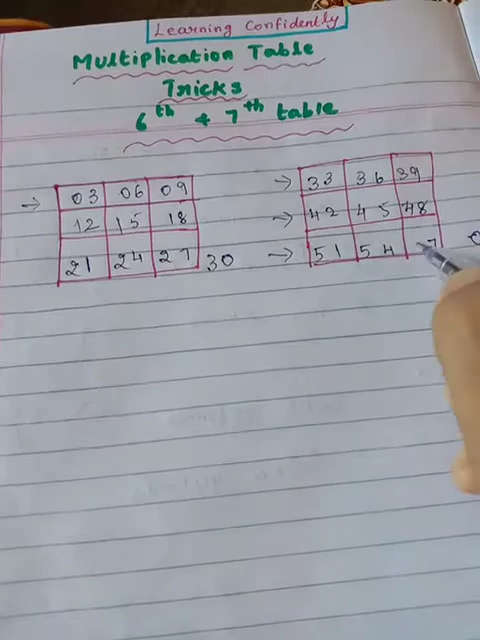 Learning Confidently
Multiplication Table
Tricks
6th & 7th table
→ 03 06 09 → 33 36 39
12 15 18 → 42 45 48
21 24 27 30 → 51 54